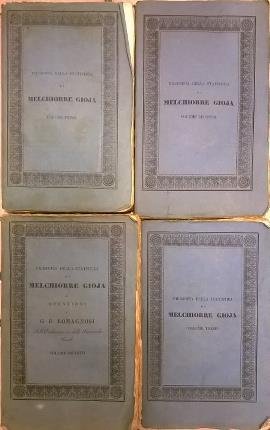 FILOSOFIA DELLA STATISTICA
DI
MELCHIORRE GIOJA
VOLUME PRIMO
FILOSOFIA DELLA STATISTICA
DI
MELCHIORRE GIOJA
VOLUME SECONDO
FILOSOFIA DELLA STATISTICA
DI
MELCHIORRE GIOJA
G. D. ROMAGNOSI
VOLUME QUARTO
FILOSOFIA DELLA STATISTICA
DI
MELCHIORRE GIOJA
VOLUME TERZO